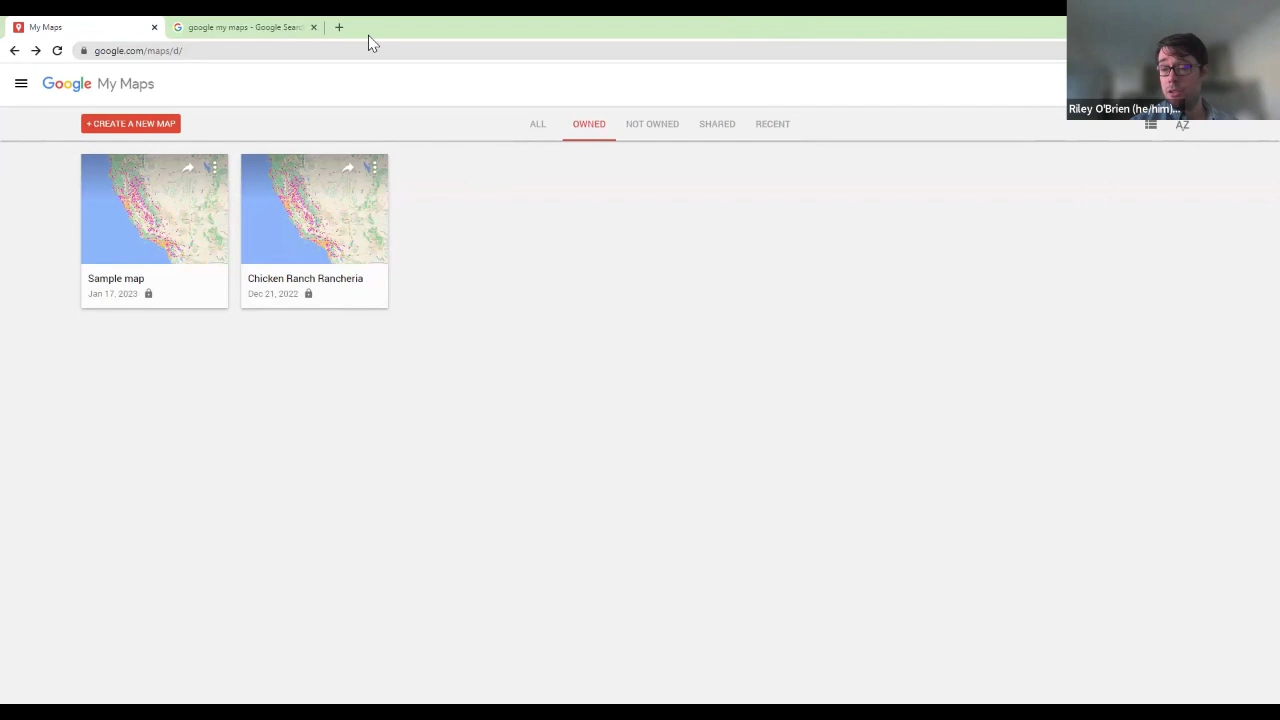 My Maps
google my maps - Google Searc
google.com/maps/d/
Google My Maps
Riley O'Brien (he/him)...
+ CREATE A NEW MAP
ALL
OWNED
NOT OWNED
SHARED
RECENT
AZ
Sample map
Chicken Ranch Rancheria
Jan 17, 2023
Dec 21, 2022